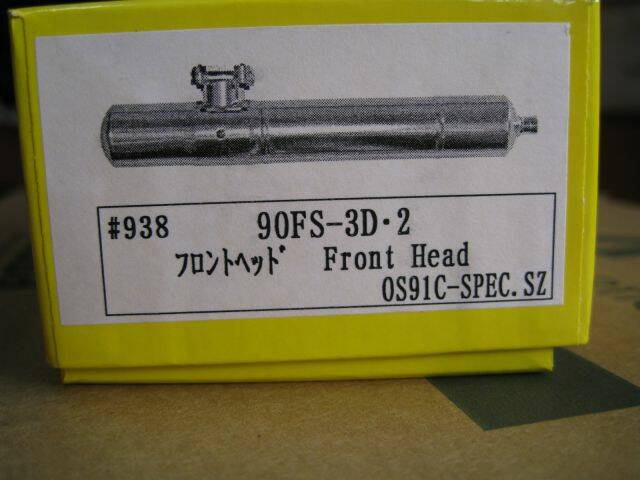 #938 90FS-3D·2
ﾌﾛﾝﾄﾍｯﾄﾞ Front Head
OS91C-SPEC.SZ